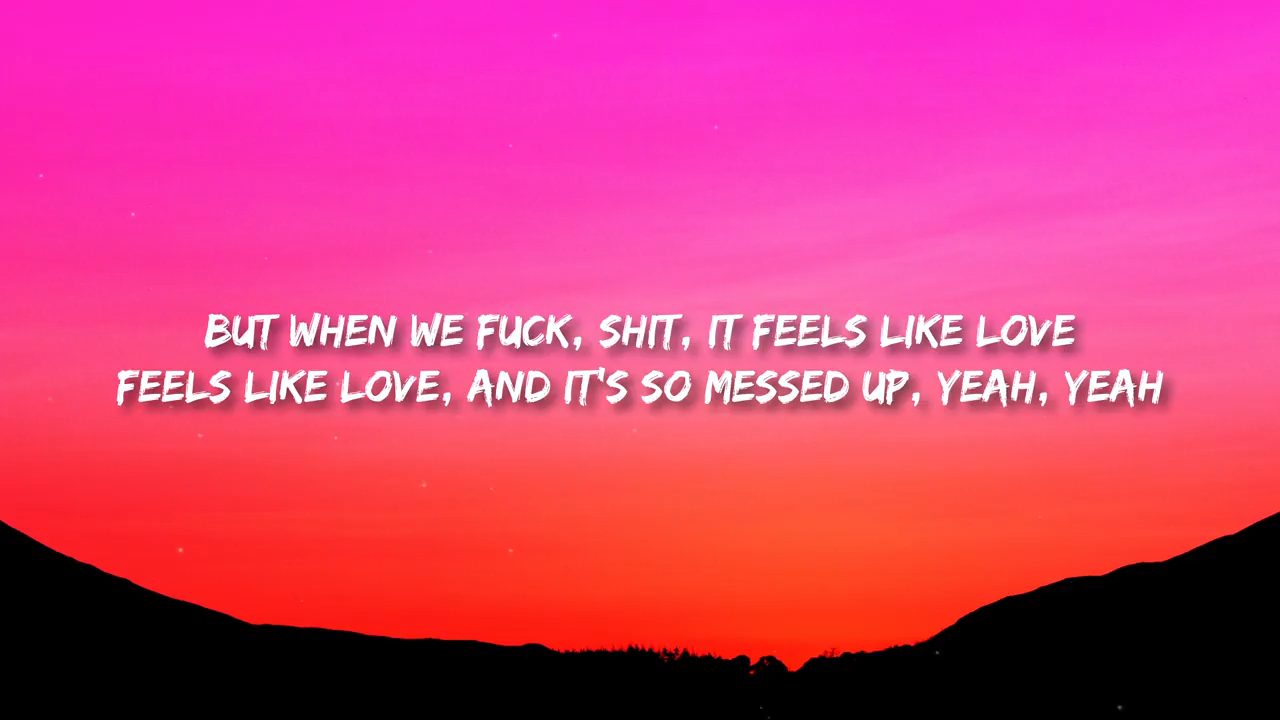 BUT WHEN WE FUCK, SHIT, IT FEELS LIKE LOVE
FEELS LIKE LOVE, AND IT'S SO MESSED UP, YEAH, YEAH